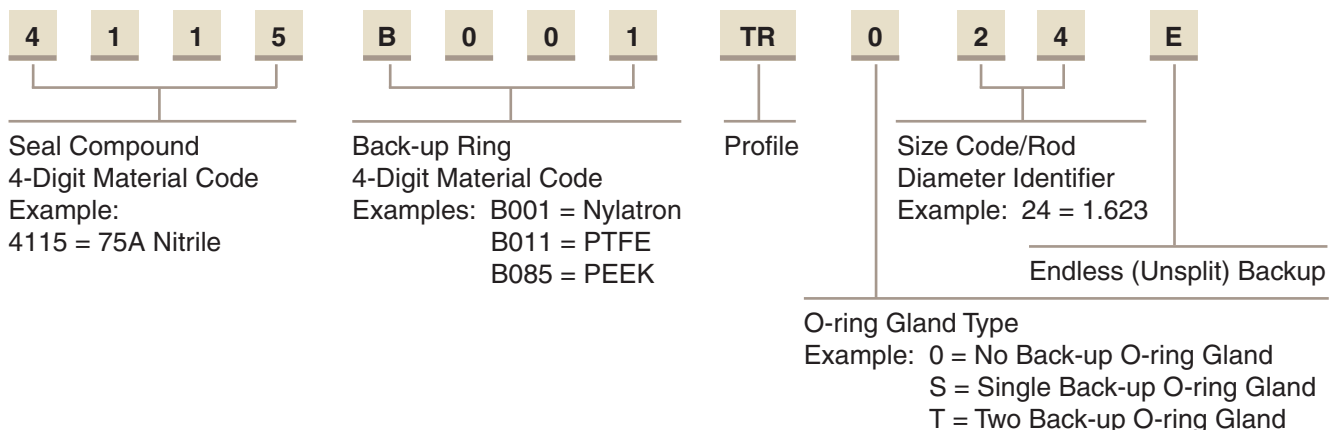 4 1 1 5 B 0 0 1 TR 0 2 4 E
Seal Compound
4-Digit Material Code
Example:
4115 = 75A Nitrile
Back-up Ring
4-Digit Material Code
Examples: B001 = Nylatron
B011 = PTFE
B085 = PEEK
Profile
Size Code/Rod
Diameter Identifier
Example: 24 = 1.623
Endless (Unsplit) Backup
O-ring Gland Type
Example: 0 = No Back-up O-ring Gland
S = Single Back-up O-ring Gland
T = Two Back-up O-ring Gland